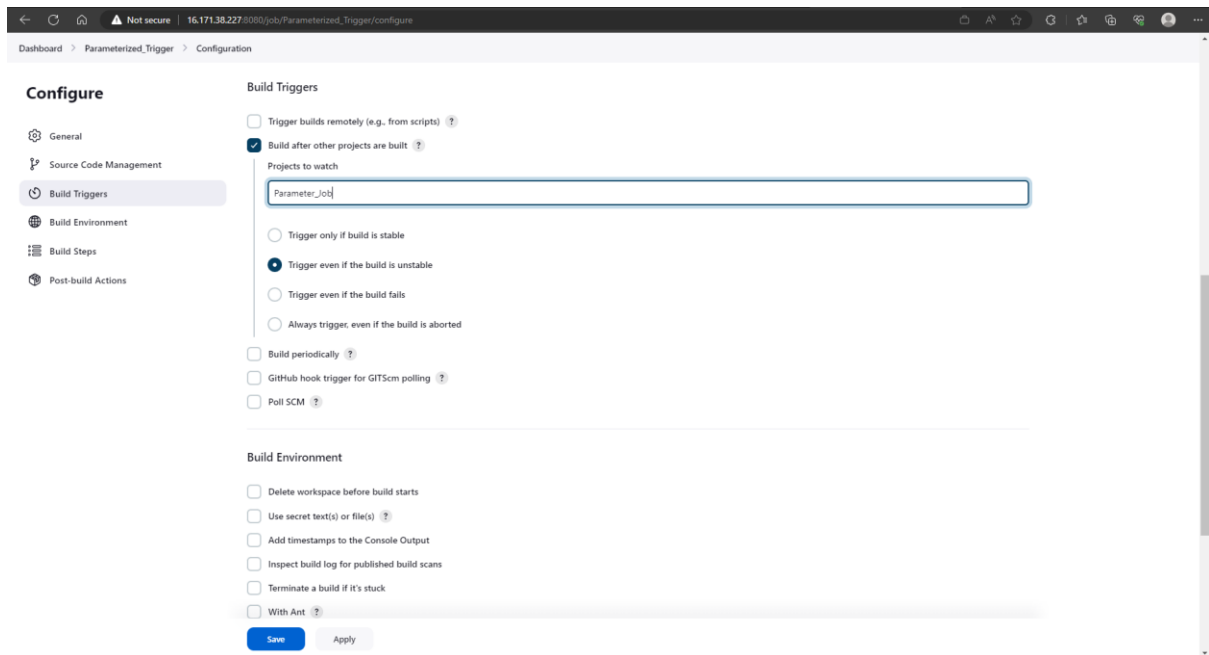 Not secure 16.171.38.227:8080/job/Parameterized_Trigger/configure
Dashboard > Parameterized_Trigger > Configuration
Configure
General
Source Code Management
Build Triggers
Build Environment
Build Steps
Post-build Actions
Build Triggers
Trigger builds remotely (e.g., from scripts) ?
Build after other projects are built ?
Projects to watch
Parameter_Job
Trigger only if build is stable
Trigger even if the build is unstable
Trigger even if the build fails
Always trigger, even if the build is aborted
Build periodically ?
GitHub hook trigger for GITScm polling ?
Poll SCM ?
Build Environment
Delete workspace before build starts
Use secret text(s) or file(s) ?
Add timestamps to the Console Output
Inspect build log for published build scans
Terminate a build if it's stuck
With Ant ?
Save Apply